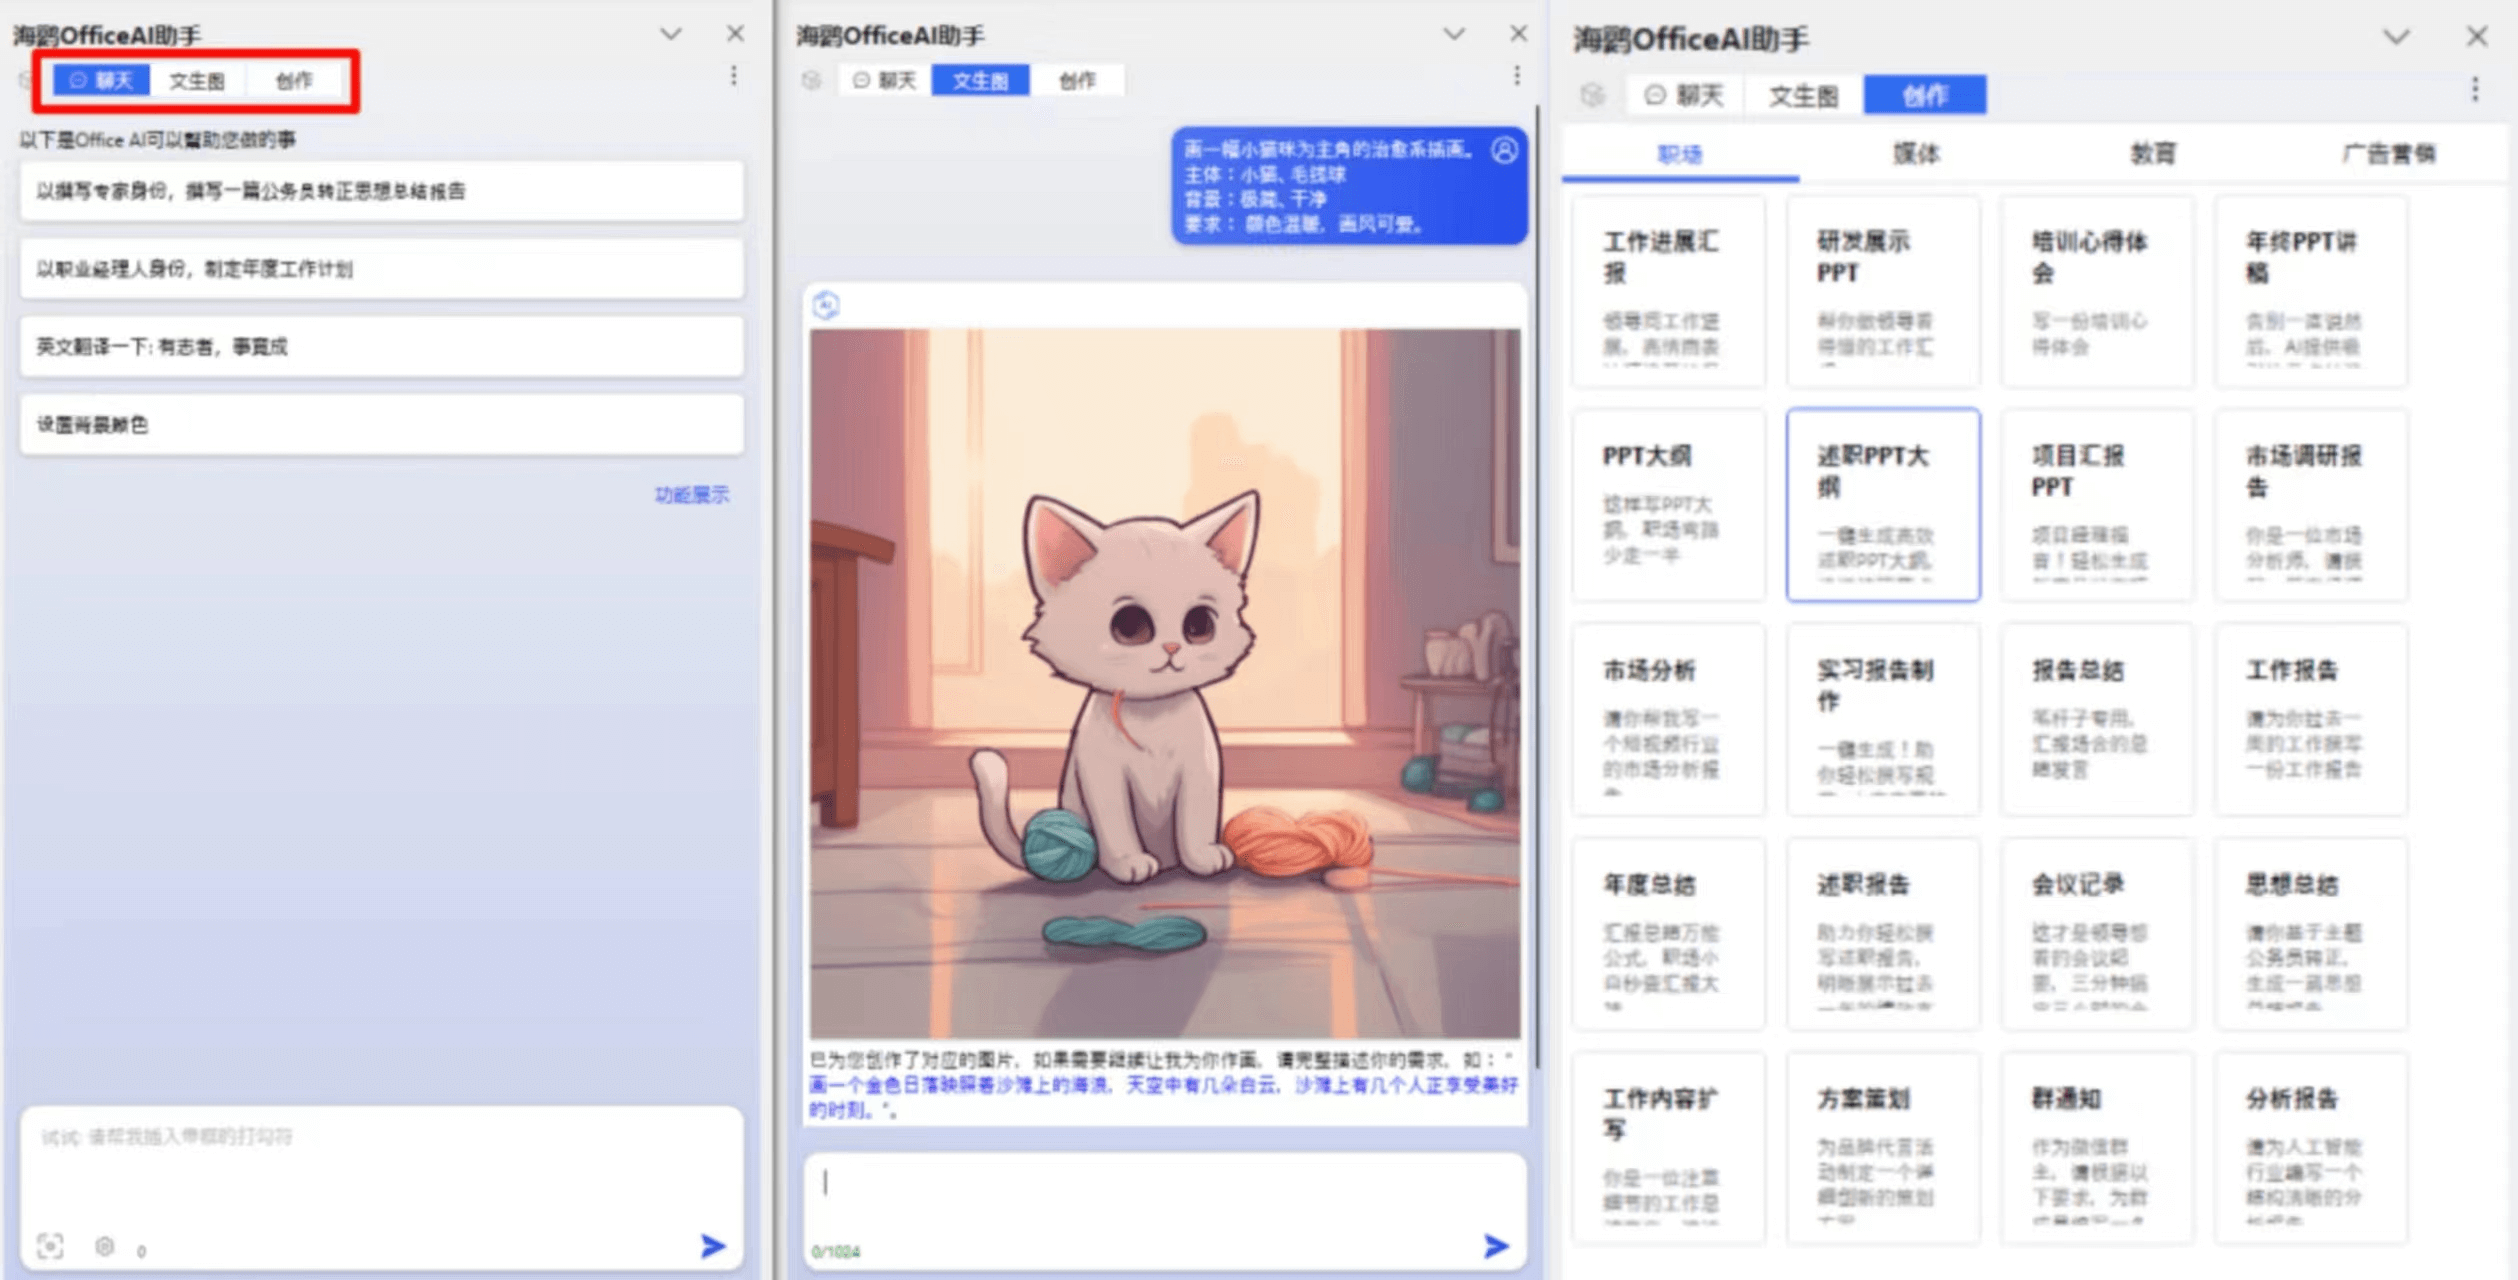 海鹦OfficeAI助手
聊天
文生图
创作
以下是Office AI可以幫助您做的事
以撰写专家身份，撰写一篇公务员转正思想总结报告
以职业经理人身份，制定年度工作计划
英文翻译一下: 有志者，事竟成
设置背景颜色
功能展示
试试: 请帮我插入带框的打勾符
0
海鹦OfficeAI助手
聊天
文生图
创作
画一幅小猫咪为主角的治愈系插画。
主体：小猫、毛线球
背景：极简、干净
要求： 颜色温暖，画风可爱。
AI
已为您创作了对应的图片，如果需要继续让我为你作画，请完整描述你的需求，如："
画一个金色日落映照着沙滩上的海浪，天空中有几朵白云，沙滩上有几个人正享受美好
的时刻。"。
0/1024
海鹦OfficeAI助手
聊天
文生图
创作
职场
媒体
教育
广告营销
工作进展汇
报
领导问工作进
展，高情商表
研发展示
PPT
帮你做领导看
得懂的工作汇
培训心得体
会
写一份培训心
得体会
年终PPT讲
稿
告别一直说然
后，AI提供吸
PPT大纲
这样写PPT大
纲，职场弯路
少走一半
述职PPT大
纲
一键生成高效
述职PPT大纲，
项目汇报
PPT
项目经理福
音！轻松生成
市场调研报
告
你是一位市场
分析师，请按
市场分析
请你帮我写一
个短视频行业
的市场分析报
告
实习报告制
作
一键生成！助
你轻松撰写规
报告总结
笔杆子专用，
汇报场合的总
结发言
工作报告
请为你过去一
周的工作撰写
一份工作报告
年度总结
汇报总结万能
公式，职场小
白秒变汇报大
述职报告
助力你轻松撰
写述职报告，
明晰展示过去
会议记录
这才是领导想
看的会议纪
要，三分钟搞
思想总结
请你基于主题
公务员转正，
生成一篇思想
总结报告
工作内容扩
写
你是一位注重
细节的工作总
方案策划
为品牌代言活
动制定一个详
细创新的策划
方案
群通知
作为微信群
主，请根据以
下要求，为群
分析报告
请为人工智能
行业编写一个
结构清晰的分
析报告